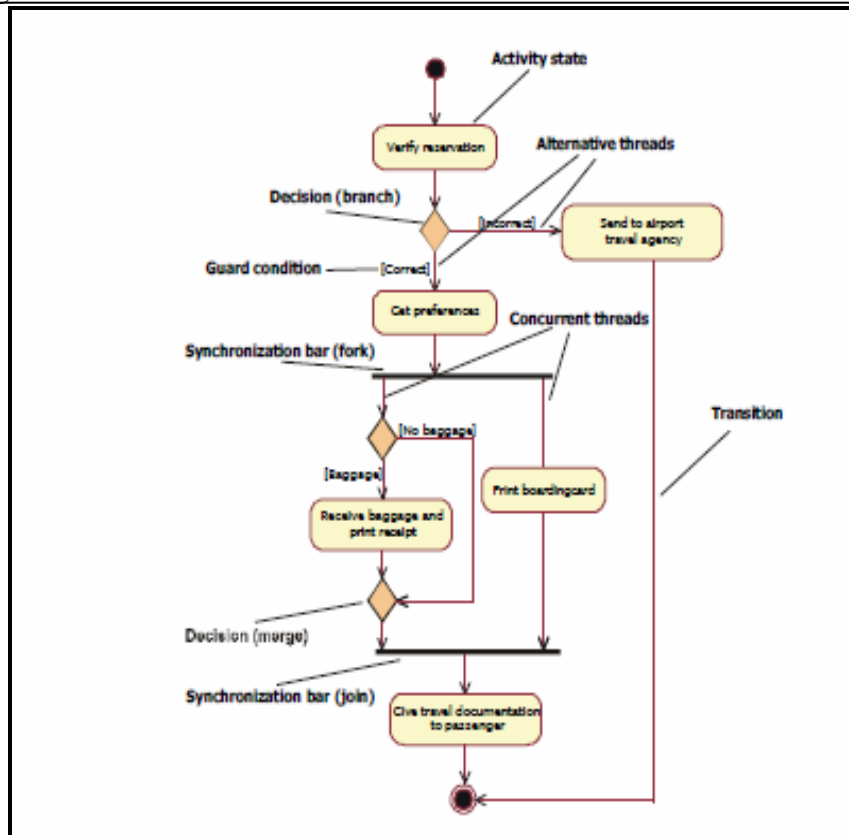 Activity state
Verify reservation
Alternative threads
Decision (branch)
[Incorrect]
Send to airport
travel agency
Guard condition
[Correct]
Get preferences
Concurrent threads
Synchronization bar (fork)
Transition
[No baggage]
[Baggage]
Print boardingcard
Receive baggage and
print receipt
Decision (merge)
Synchronization bar (join)
Give travel documentation
to passenger